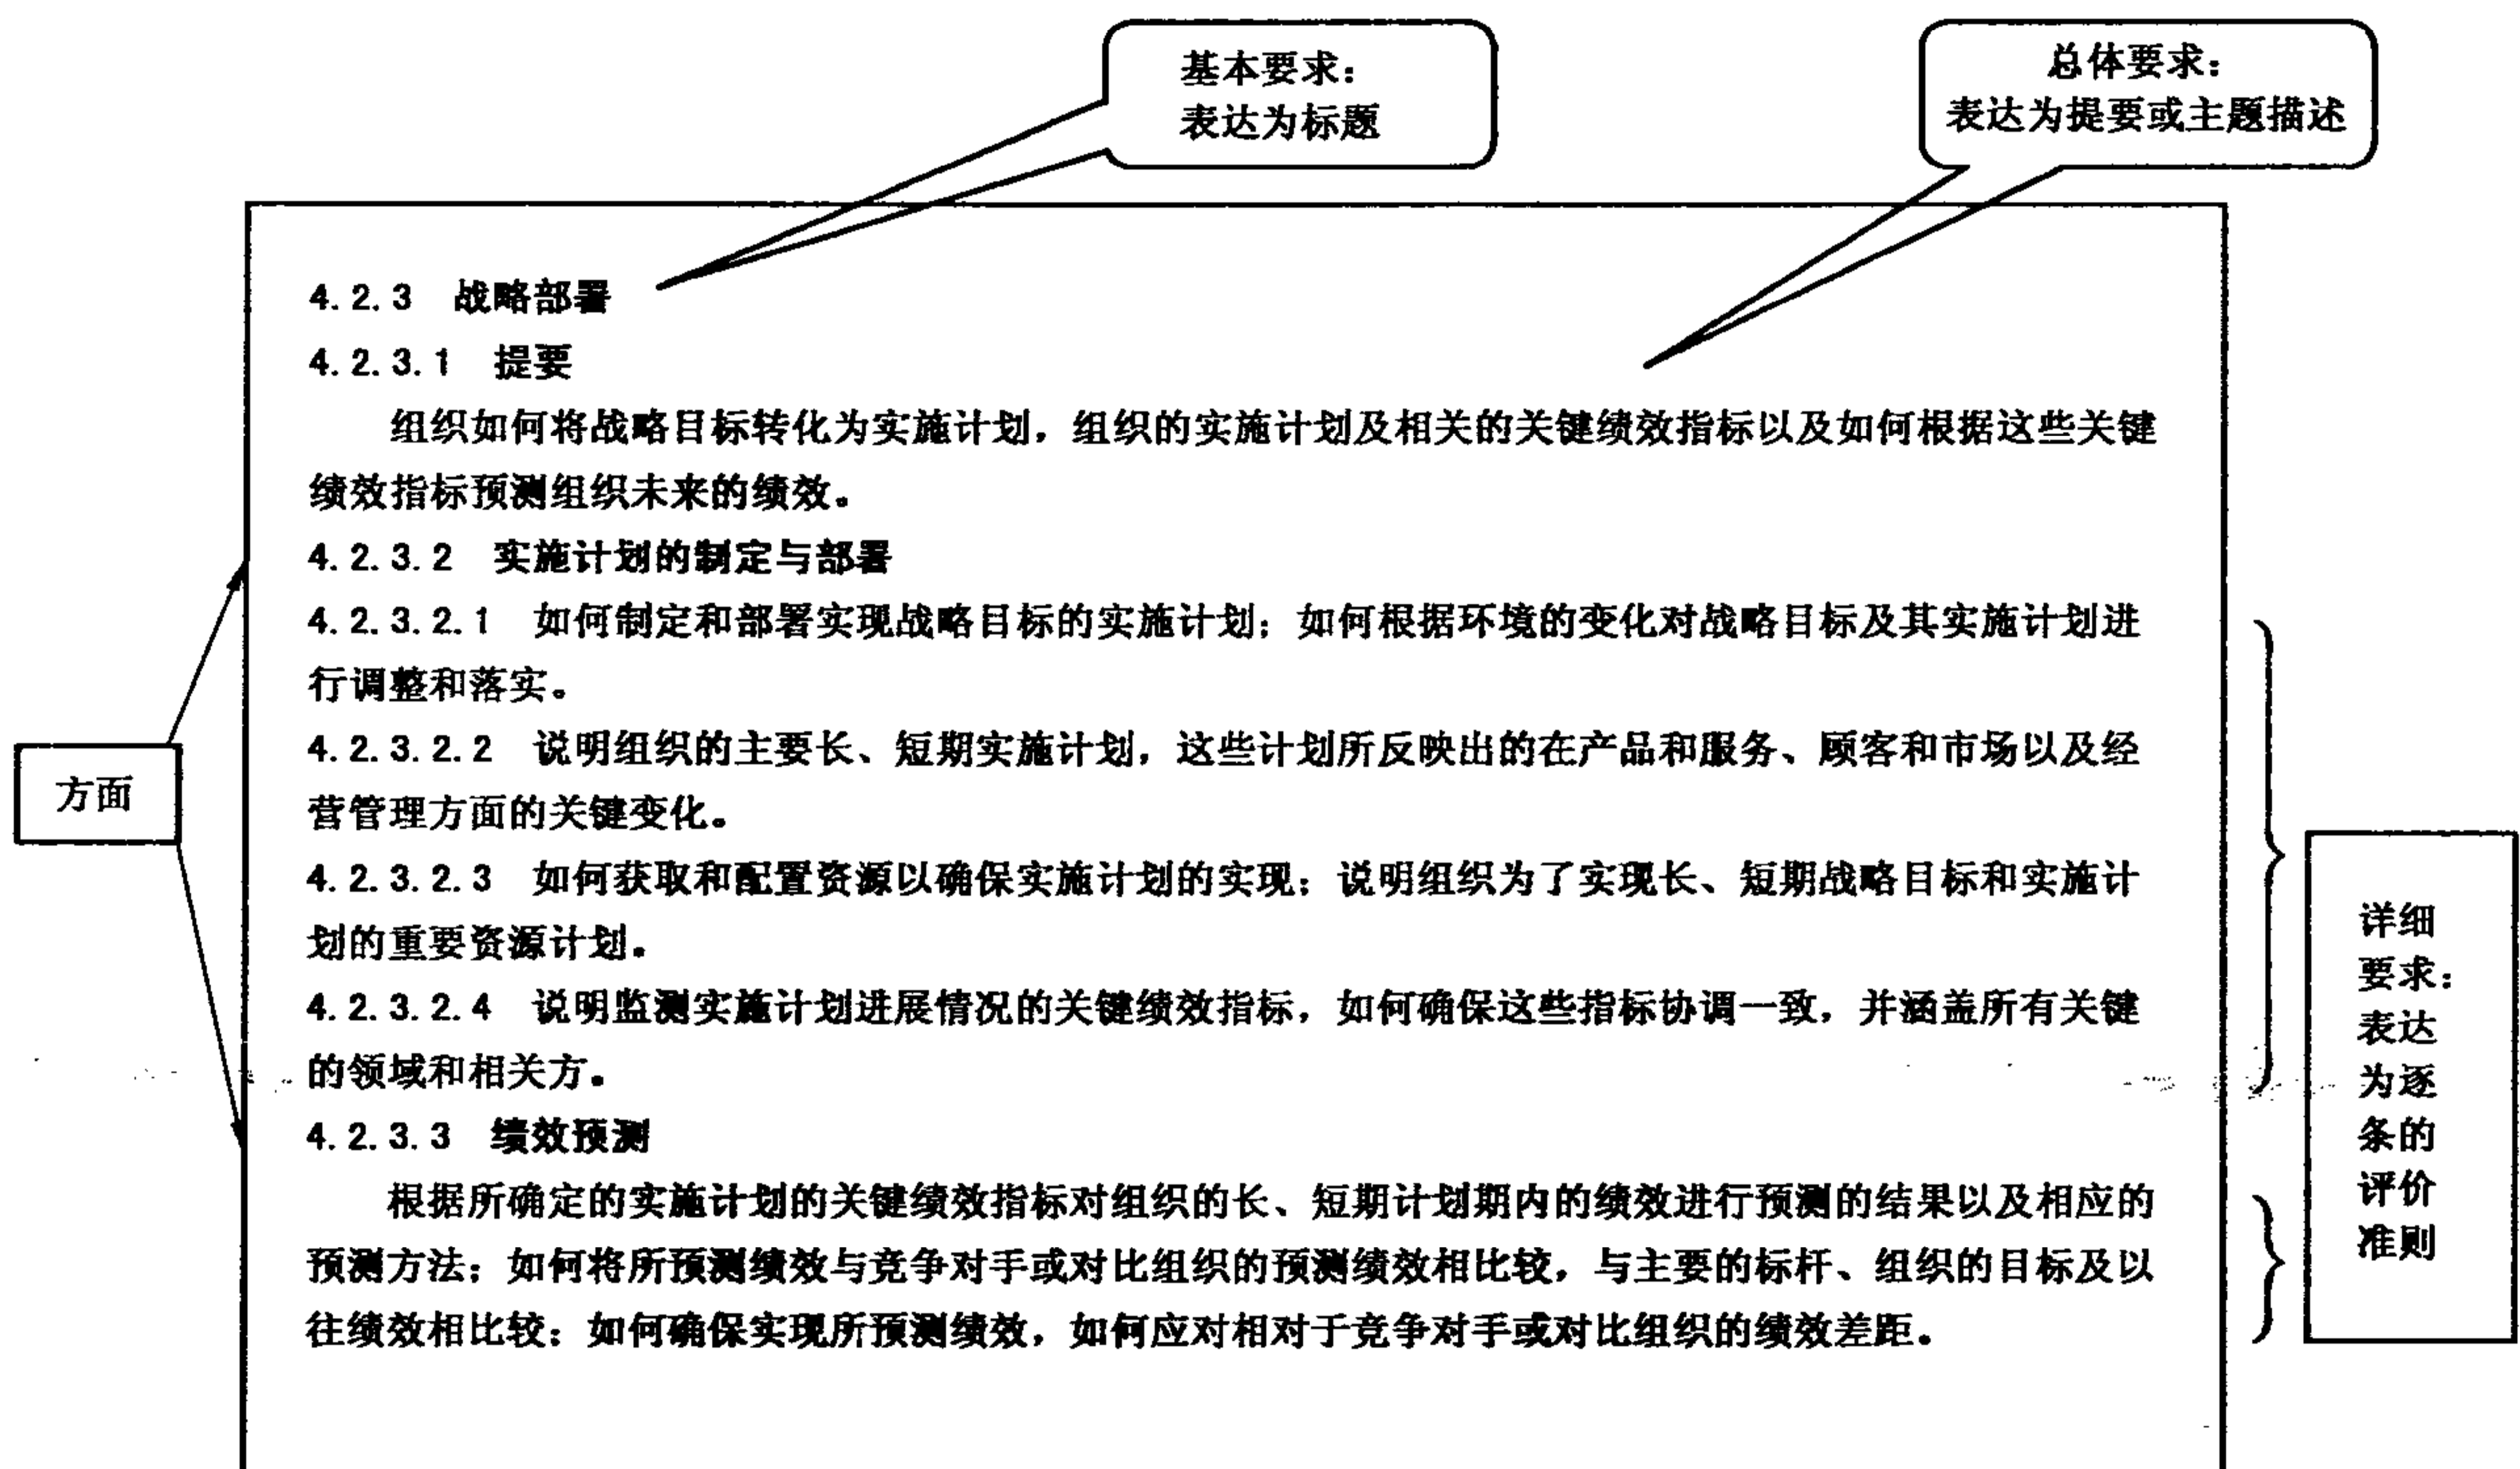 基本要求：
表达为标题
总体要求：
表达为提要或主题描述
4.2.3 战略部署
4.2.3.1 提要
组织如何将战略目标转化为实施计划，组织的实施计划及相关的关键绩效指标以及如何根据这些关键
绩效指标预测组织未来的绩效。
4.2.3.2 实施计划的制定与部署
4.2.3.2.1 如何制定和部署实现战略目标的实施计划；如何根据环境的变化对战略目标及其实施计划进
行调整和落实。
4.2.3.2.2 说明组织的主要长、短期实施计划，这些计划所反映出的在产品和服务、顾客和市场以及经
营管理方面的关键变化。
4.2.3.2.3 如何获取和配置资源以确保实施计划的实现；说明组织为了实现长、短期战略目标和实施计
划的重要资源计划。
4.2.3.2.4 说明监测实施计划进展情况的关键绩效指标，如何确保这些指标协调一致，并涵盖所有关键
的领域和相关方。
4.2.3.3 绩效预测
根据所确定的实施计划的关键绩效指标对组织的长、短期计划期内的绩效进行预测的结果以及相应的
预测方法；如何将所预测绩效与竞争对手或对比组织的预测绩效相比较，与主要的标杆、组织的目标及以
往绩效相比较；如何确保实现所预测绩效，如何应对相对于竞争对手或对比组织的绩效差距。
方面
详细
要求：
表达
为逐
条的
评价
准则